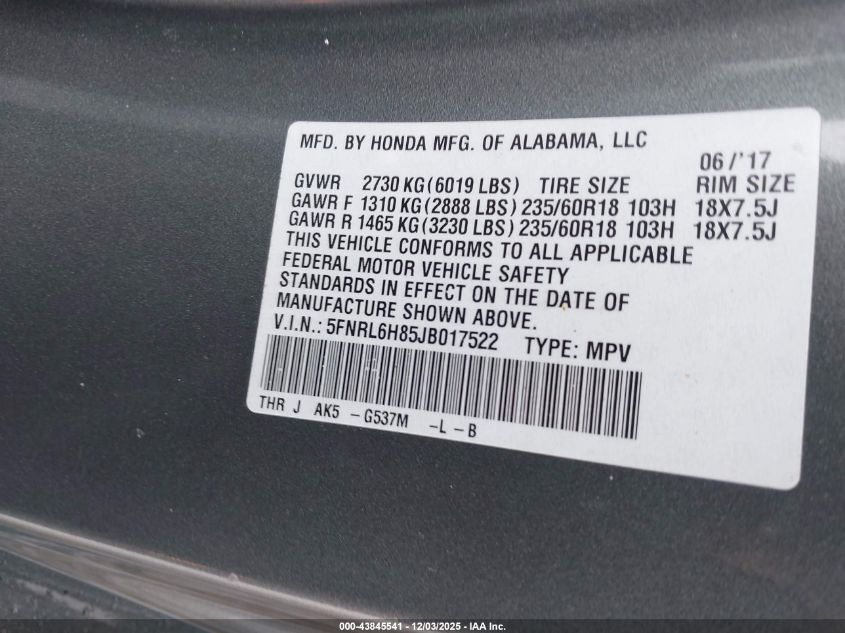 MFD. BY HONDA MFG. OF ALABAMA, LLC
06/'17
GVWR 2730 KG (6019 LBS) TIRE SIZE RIM SIZE
GAWR F 1310 KG (2888 LBS) 235/60R18 103H 18X7.5J
GAWR R 1465 KG (3230 LBS) 235/60R18 103H 18X7.5J
THIS VEHICLE CONFORMS TO ALL APPLICABLE
FEDERAL MOTOR VEHICLE SAFETY
STANDARDS IN EFFECT ON THE DATE OF
MANUFACTURE SHOWN ABOVE.
V.I.N.: 5FNRL6H85JB017522 TYPE: MPV
THR J AK5 - G537M - L - B
000-43845541 • 12/03/2025 - IAA Inc.